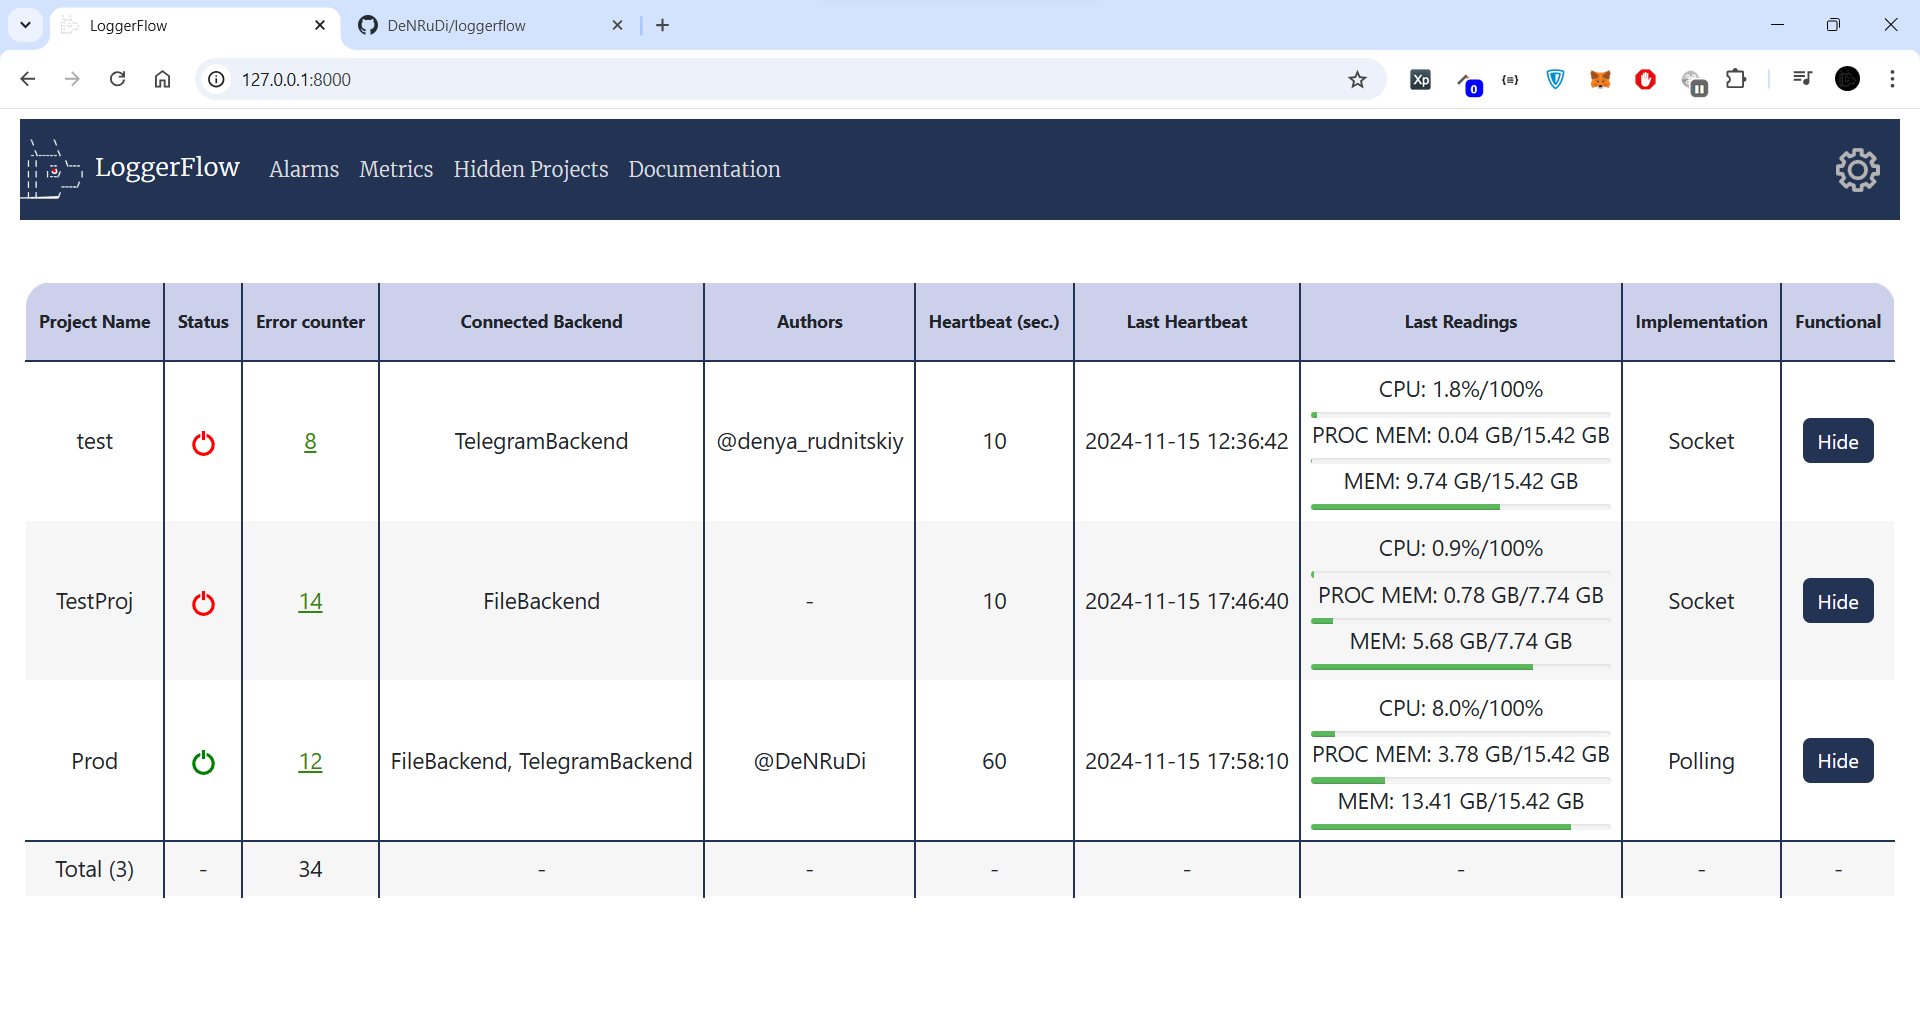 LoggerFlow
DeNRuDi/loggerflow
127.0.0.1:8000
Xp
0
LoggerFlow Alarms Metrics Hidden Projects Documentation
Project Name Status Error counter Connected Backend Authors Heartbeat (sec.) Last Heartbeat Last Readings Implementation Functional
CPU: 1.8%/100%
test 8 TelegramBackend @denya_rudnitskiy 10 2024-11-15 12:36:42 PROC MEM: 0.04 GB/15.42 GB Socket Hide
MEM: 9.74 GB/15.42 GB
CPU: 0.9%/100%
TestProj 14 FileBackend - 10 2024-11-15 17:46:40 PROC MEM: 0.78 GB/7.74 GB Socket Hide
MEM: 5.68 GB/7.74 GB
CPU: 8.0%/100%
Prod 12 FileBackend, TelegramBackend @DeNRuDi 60 2024-11-15 17:58:10 PROC MEM: 3.78 GB/15.42 GB Polling Hide
MEM: 13.41 GB/15.42 GB
Total (3) - 34 - - - - - - -